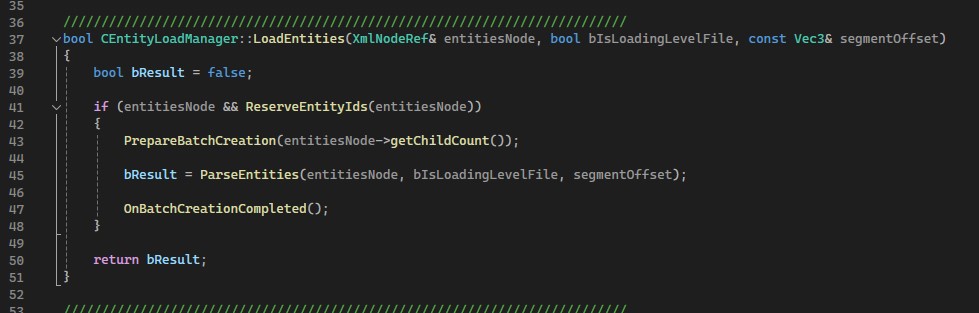 35
36 ///////////////////////////////////////////////////////////////////////////
37 bool CEntityLoadManager::LoadEntities(XmlNodeRef& entitiesNode, bool bIsLoadingLevelFile, const Vec3& segmentOffset)
38 {
39     bool bResult = false;
40
41     if (entitiesNode && ReserveEntityIds(entitiesNode))
42     {
43         PrepareBatchCreation(entitiesNode->getChildCount());
44
45         bResult = ParseEntities(entitiesNode, bIsLoadingLevelFile, segmentOffset);
46
47         OnBatchCreationCompleted();
48     }
49
50     return bResult;
51 }
52
53 ///////////////////////////////////////////////////////////////////////////